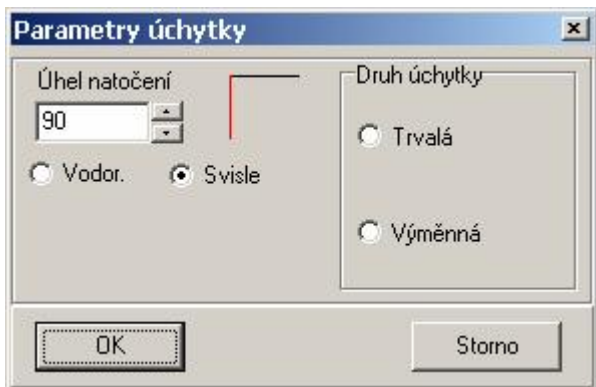 Parametry úchytky
Úhel natočení
90
Vodor.
Svisle
Druh úchytky
Trvalá
Výměnná
OK
Storno